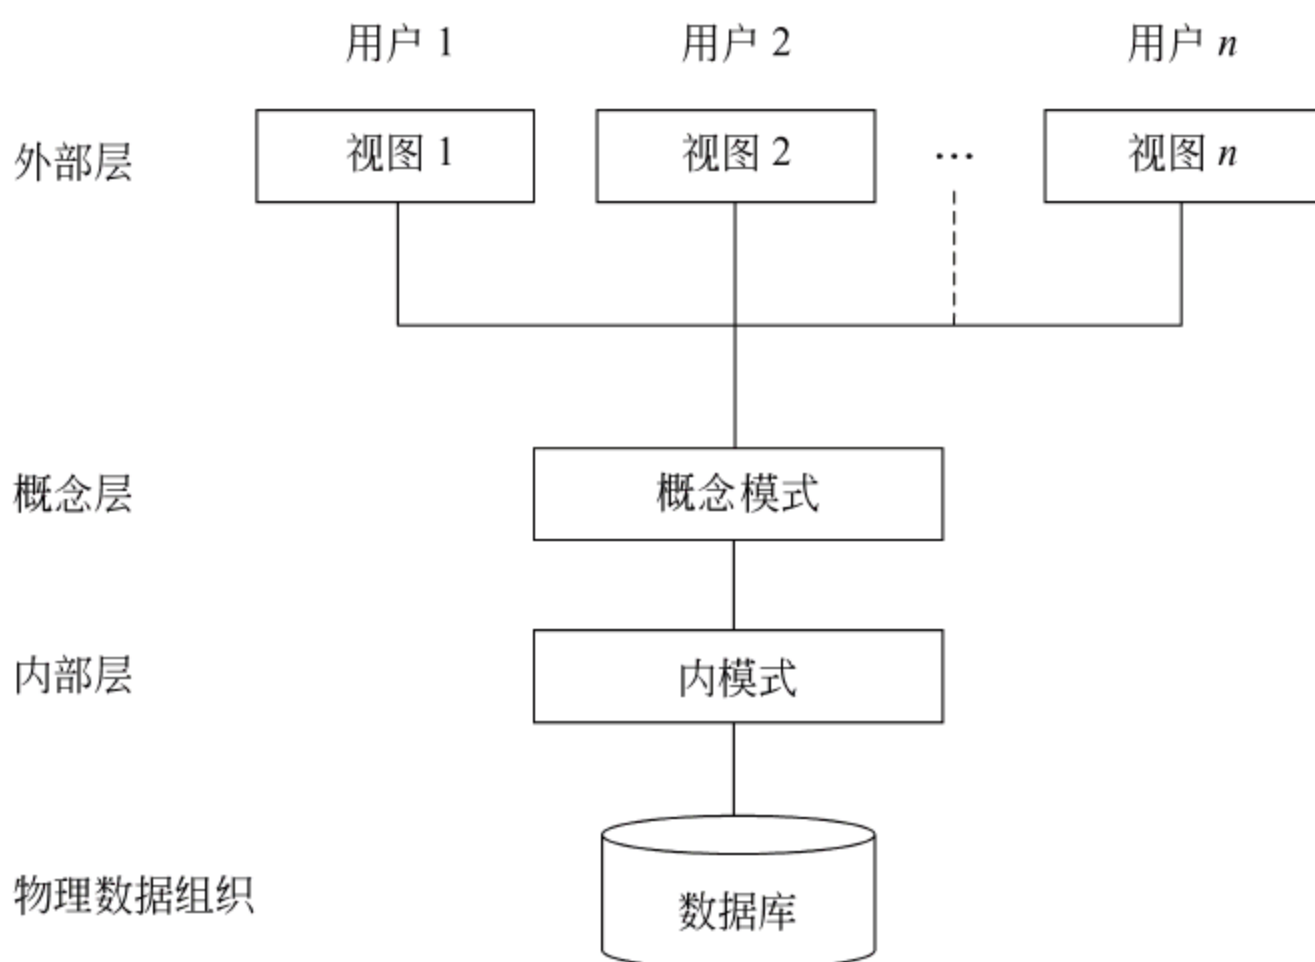 用户 1 用户 2 用户 n
外部层 视图 1 视图 2 … 视图 n
概念层 概念模式
内部层 内模式
物理数据组织 数据库